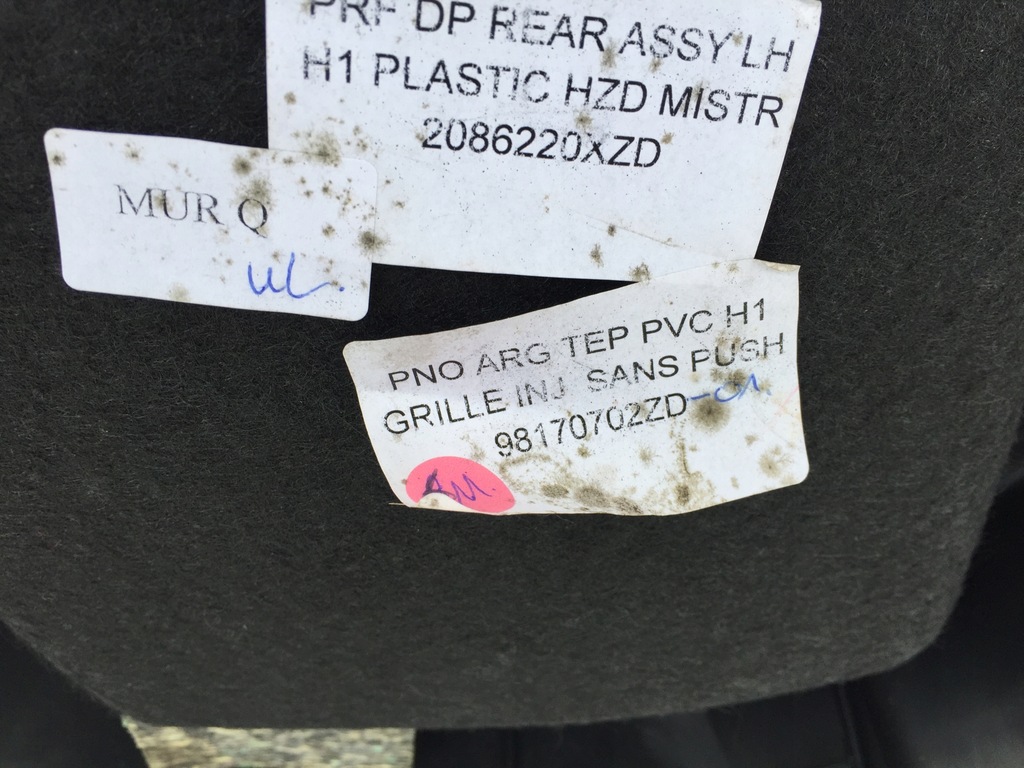 PRF DP REAR ASSY LH
H1 PLASTIC HZD MISTR
2086220XZD
MUR Q
PNO ARG TEP PVC H1
GRILLE INJ SANS PUSH
98170702ZD
AM